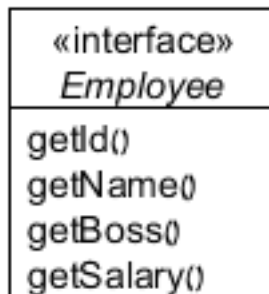 «interface»
Employee
getId()
getName()
getBoss()
getSalary()